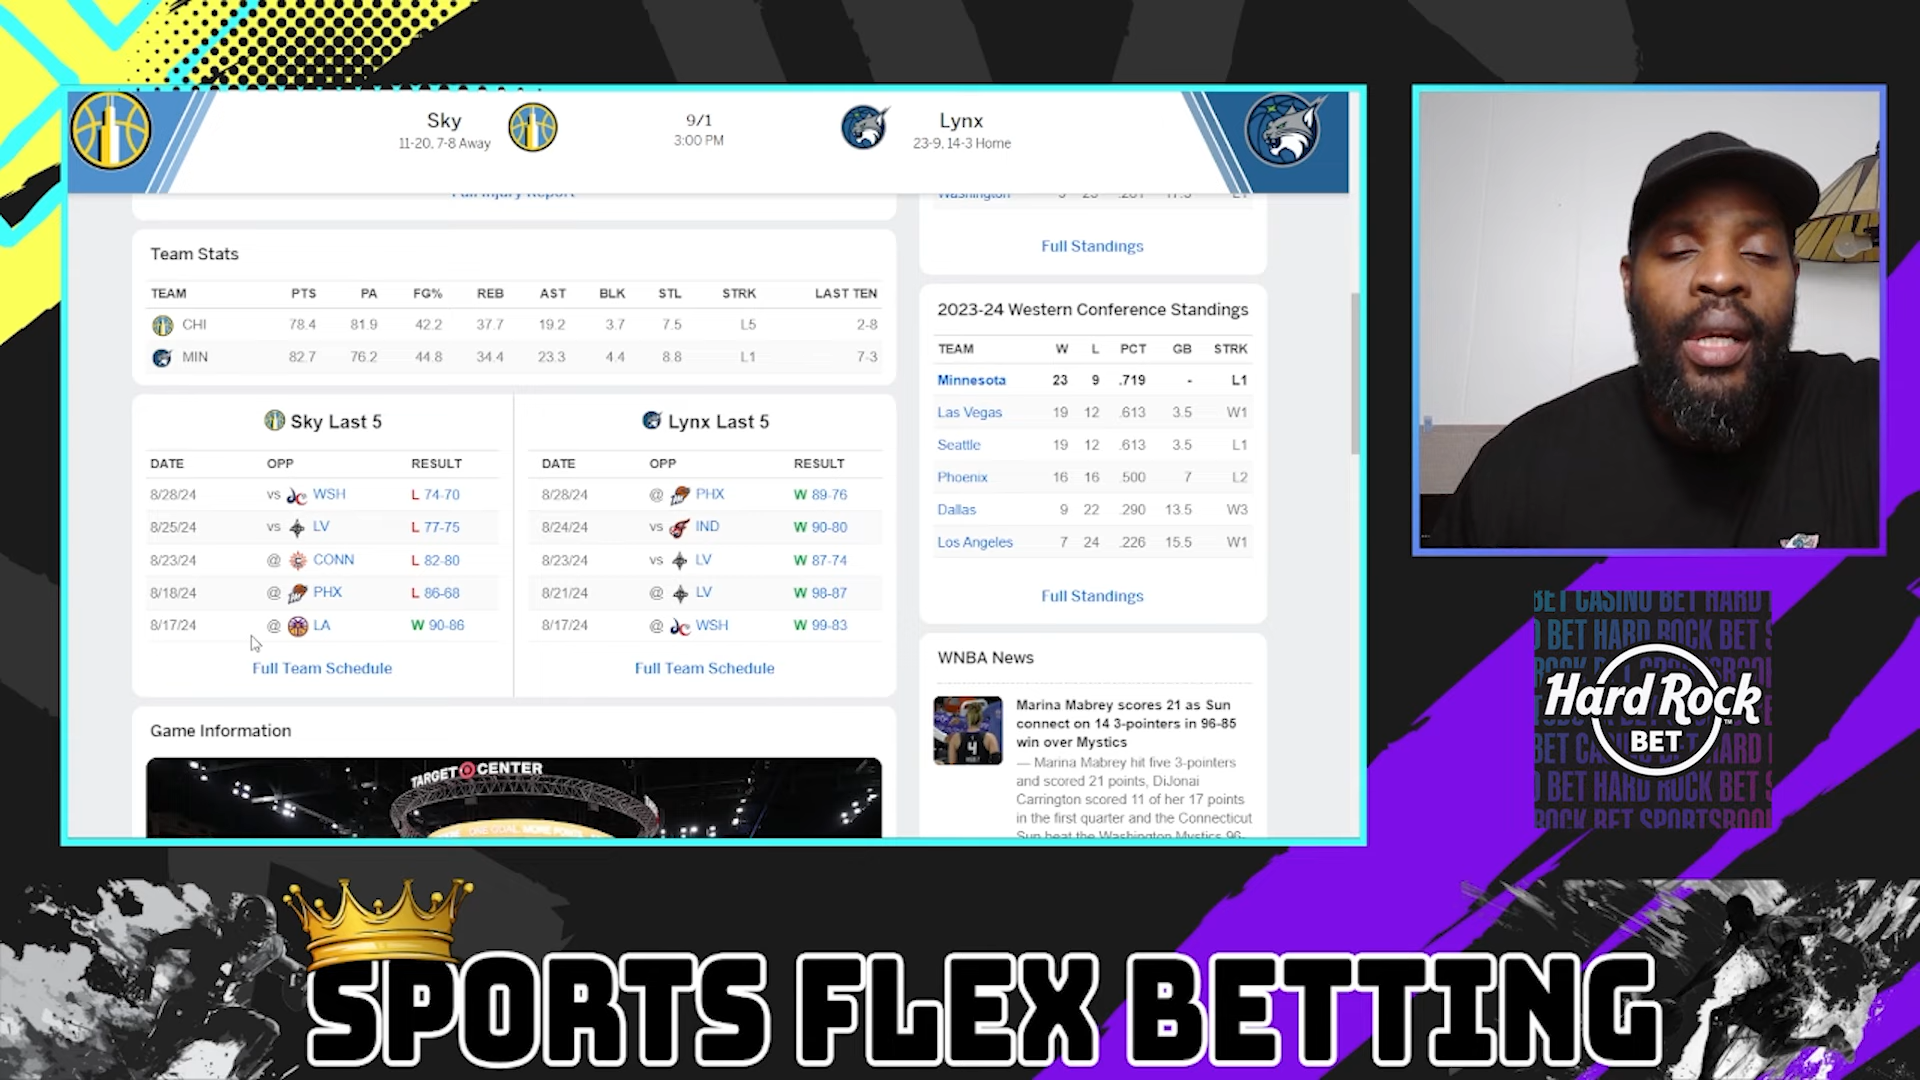 Sky
11-20, 7-8 Away
9/1
3:00 PM
Lynx
23-9, 14-3 Home
Full Injury Report
Team Stats
TEAM PTS PA FG% REB AST BLK STL STRK LAST TEN
CHI 78.4 81.9 42.2 37.7 19.2 3.7 7.5 L5 2-8
MIN 82.7 76.2 44.8 34.4 23.3 4.4 8.8 L1 7-3
Sky Last 5
DATE OPP RESULT
8/28/24 vs WSH L 74-70
8/25/24 vs LV L 77-75
8/23/24 @ CONN L 82-80
8/18/24 @ PHX L 86-68
8/17/24 @ LA W 90-86
Full Team Schedule
Lynx Last 5
DATE OPP RESULT
8/28/24 @ PHX W 89-76
8/24/24 vs IND W 90-80
8/23/24 vs LV W 87-74
8/21/24 @ LV W 98-87
8/17/24 @ WSH W 99-83
Full Team Schedule
Game Information
TARGET CENTER
Washington
Full Standings
2023-24 Western Conference Standings
TEAM W L PCT GB STRK
Minnesota 23 9 .719 - L1
Las Vegas 19 12 .613 3.5 W1
Seattle 19 12 .613 3.5 L1
Phoenix 16 16 .500 7 L2
Dallas 9 22 .290 13.5 W3
Los Angeles 7 24 .226 15.5 W1
Full Standings
WNBA News
Marina Mabrey scores 21 as Sun
connect on 14 3-pointers in 96-85
win over Mystics
— Marina Mabrey hit five 3-pointers
and scored 21 points, DiJonai
Carrington scored 11 of her 17 points
in the first quarter and the Connecticut
Sun beat the Washington Mystics 96-
Hard Rock
BET
SPORTS FLEX BETTING